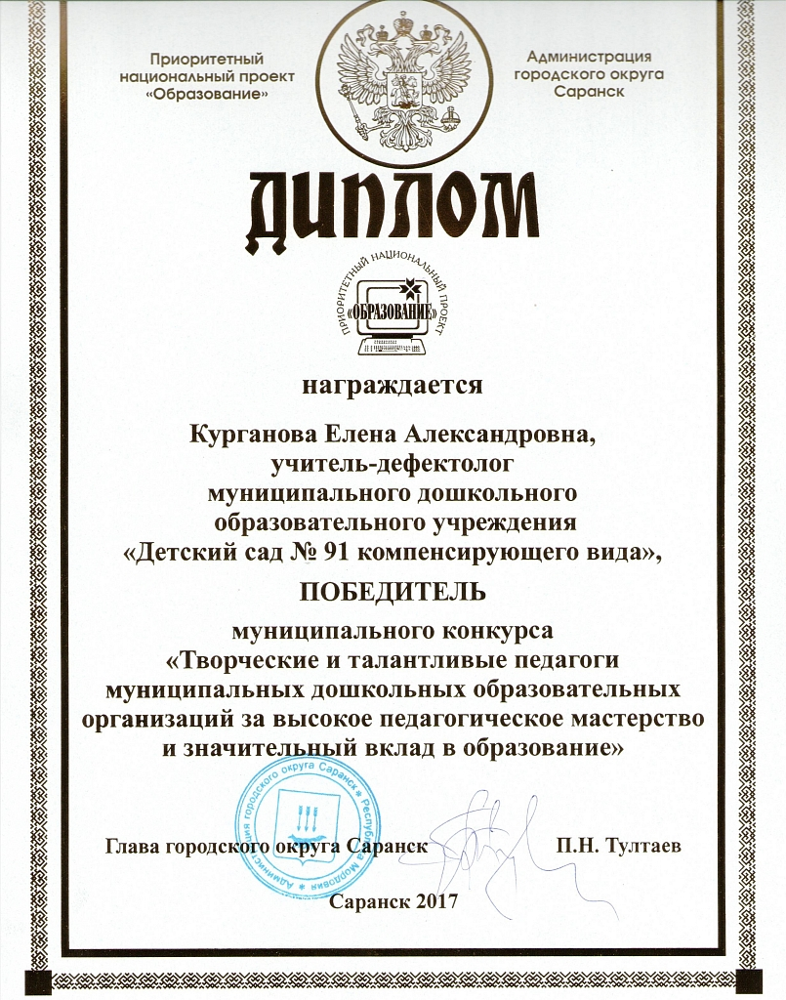 Приоритетный
национальный проект
«Образование»
Администрация
городского округа
Саранск
ДИПЛОМ
ПРИОРИТЕТНЫЙ НАЦИОНАЛЬНЫЙ ПРОЕКТ
«ОБРАЗОВАНИЕ»
награждается
Курганова Елена Александровна,
учитель-дефектолог
муниципального дошкольного
образовательного учреждения
«Детский сад № 91 компенсирующего вида»,
ПОБЕДИТЕЛЬ
муниципального конкурса
«Творческие и талантливые педагоги
муниципальных дошкольных образовательных
организаций за высокое педагогическое мастерство
и значительный вклад в образование»
Глава городского округа Саранск
П.Н. Тултаев
Администрация городского округа Саранск * Республика Мордовия *
Саранск 2017